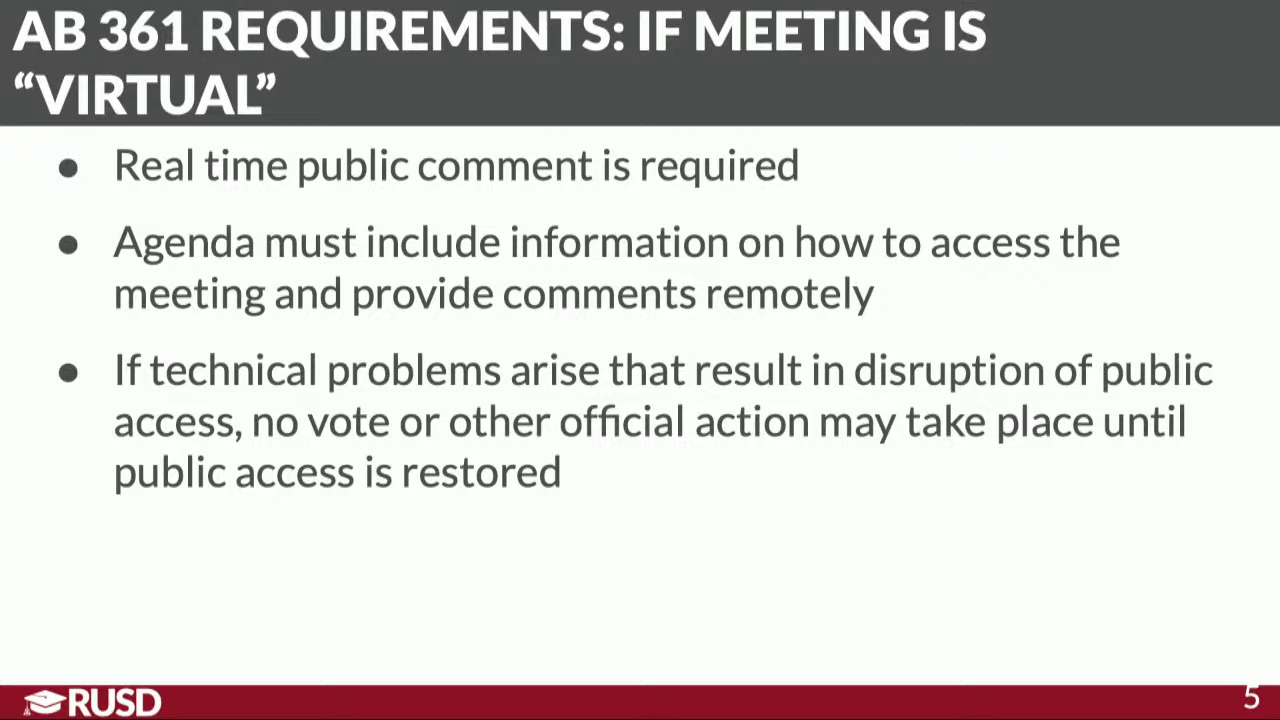 AB 361 REQUIREMENTS: IF MEETING IS
“VIRTUAL”
● Real time public comment is required
● Agenda must include information on how to access the
meeting and provide comments remotely
● If technical problems arise that result in disruption of public
access, no vote or other official action may take place until
public access is restored
RUSD
5